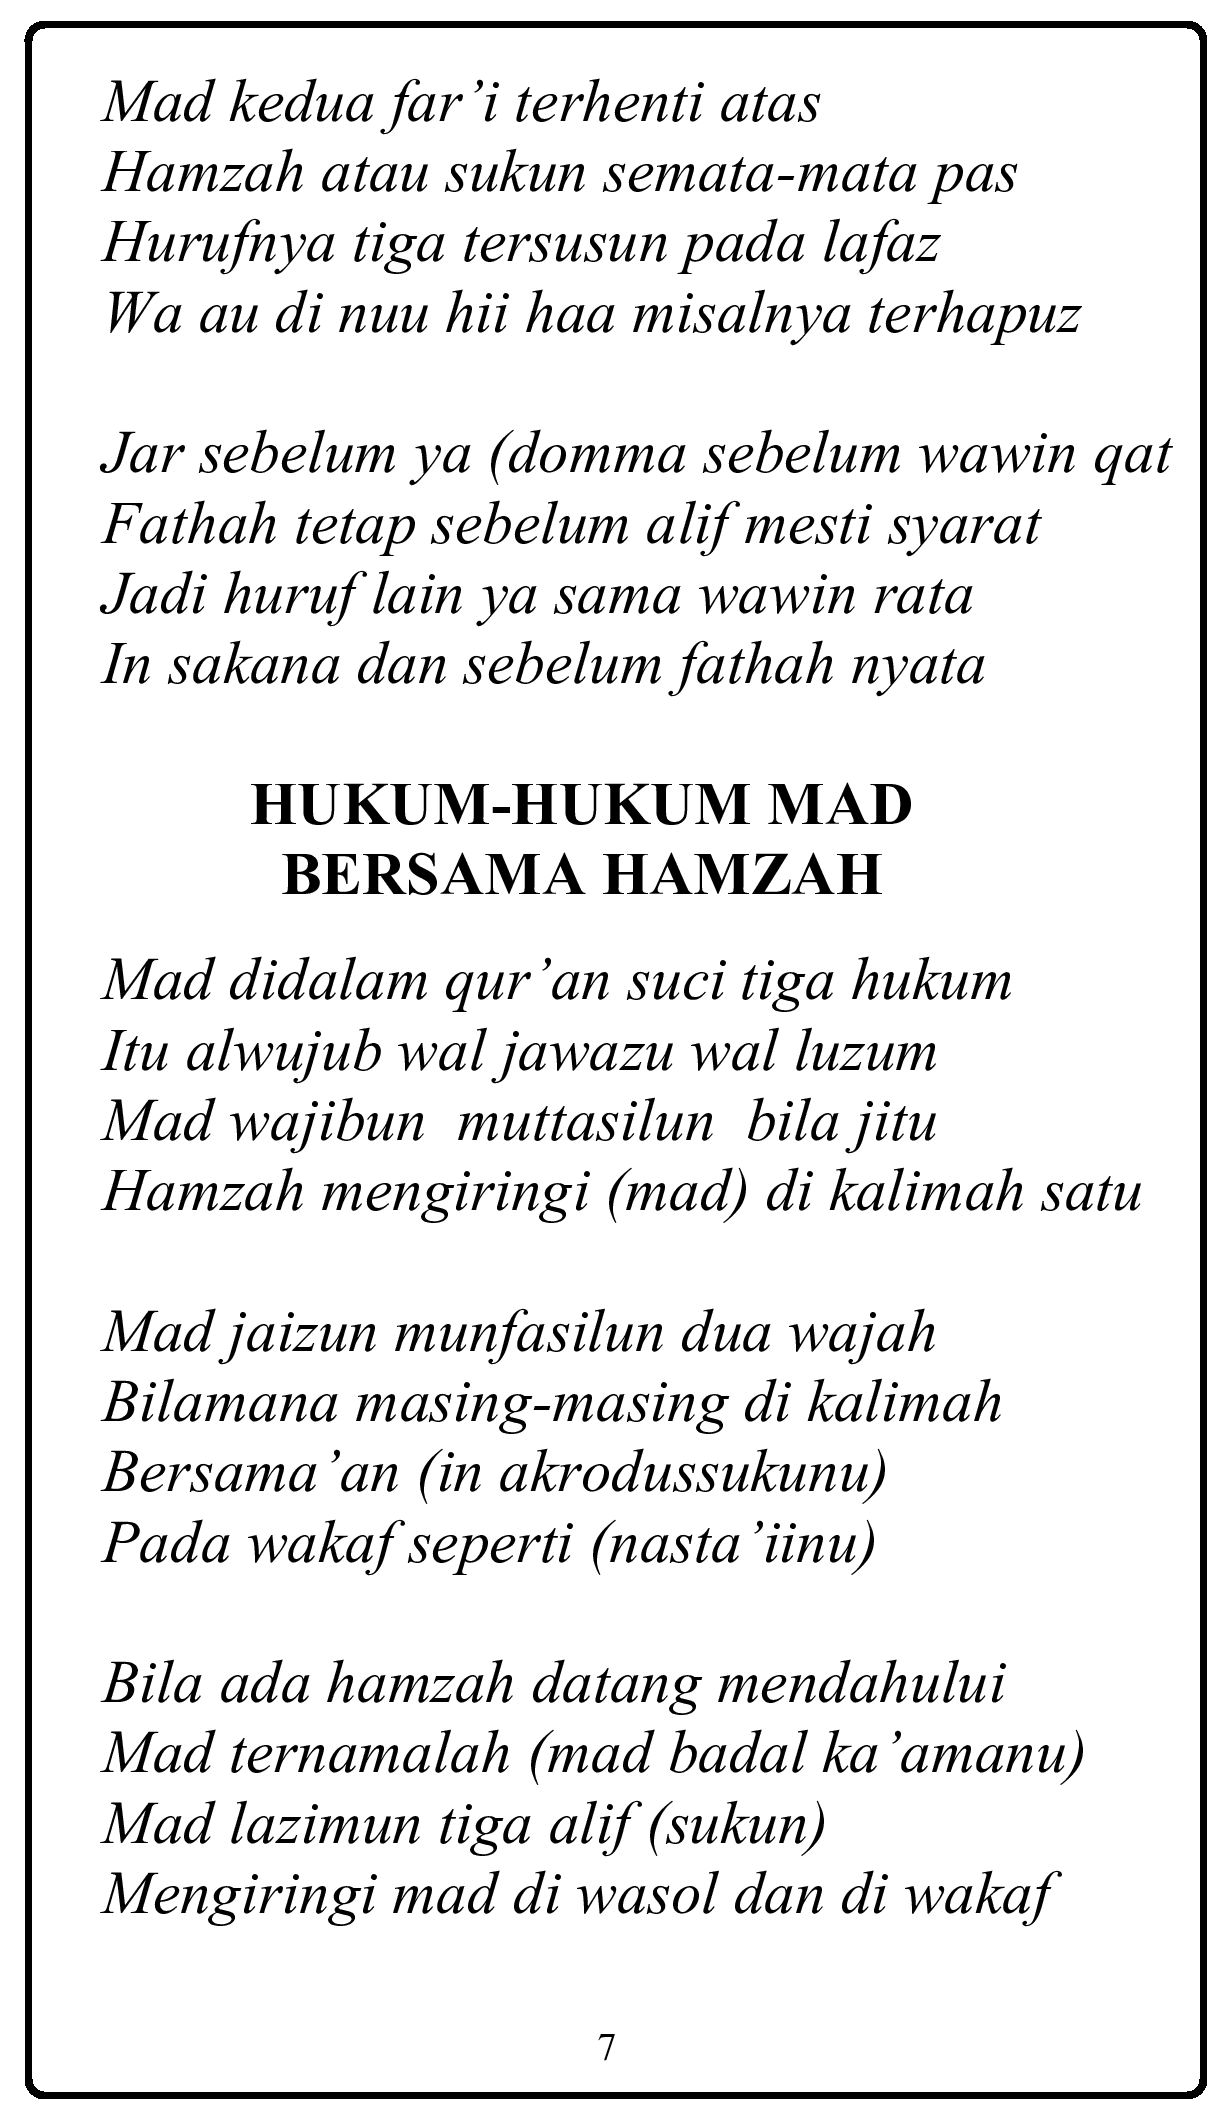 Mad kedua far’i terhenti atas
Hamzah atau sukun semata-mata pas
Hurufnya tiga tersusun pada lafaz
Wa au di nuu hii haa misalnya terhapuz
Jar sebelum ya (domma sebelum wawin qat
Fathah tetap sebelum alif mesti syarat
Jadi huruf lain ya sama wawin rata
In sakana dan sebelum fathah nyata
HUKUM-HUKUM MAD
BERSAMA HAMZAH
Mad didalam qur’an suci tiga hukum
Itu alwujub wal jawazu wal luzum
Mad wajibun muttasilun bila jitu
Hamzah mengiringi (mad) di kalimah satu
Mad jaizun munfasilun dua wajah
Bilamana masing-masing di kalimah
Bersama’an (in akrodussukunu)
Pada wakaf seperti (nasta’iinu)
Bila ada hamzah datang mendahului
Mad ternamalah (mad badal ka’amanu)
Mad lazimun tiga alif (sukun)
Mengiringi mad di wasol dan di wakaf
7